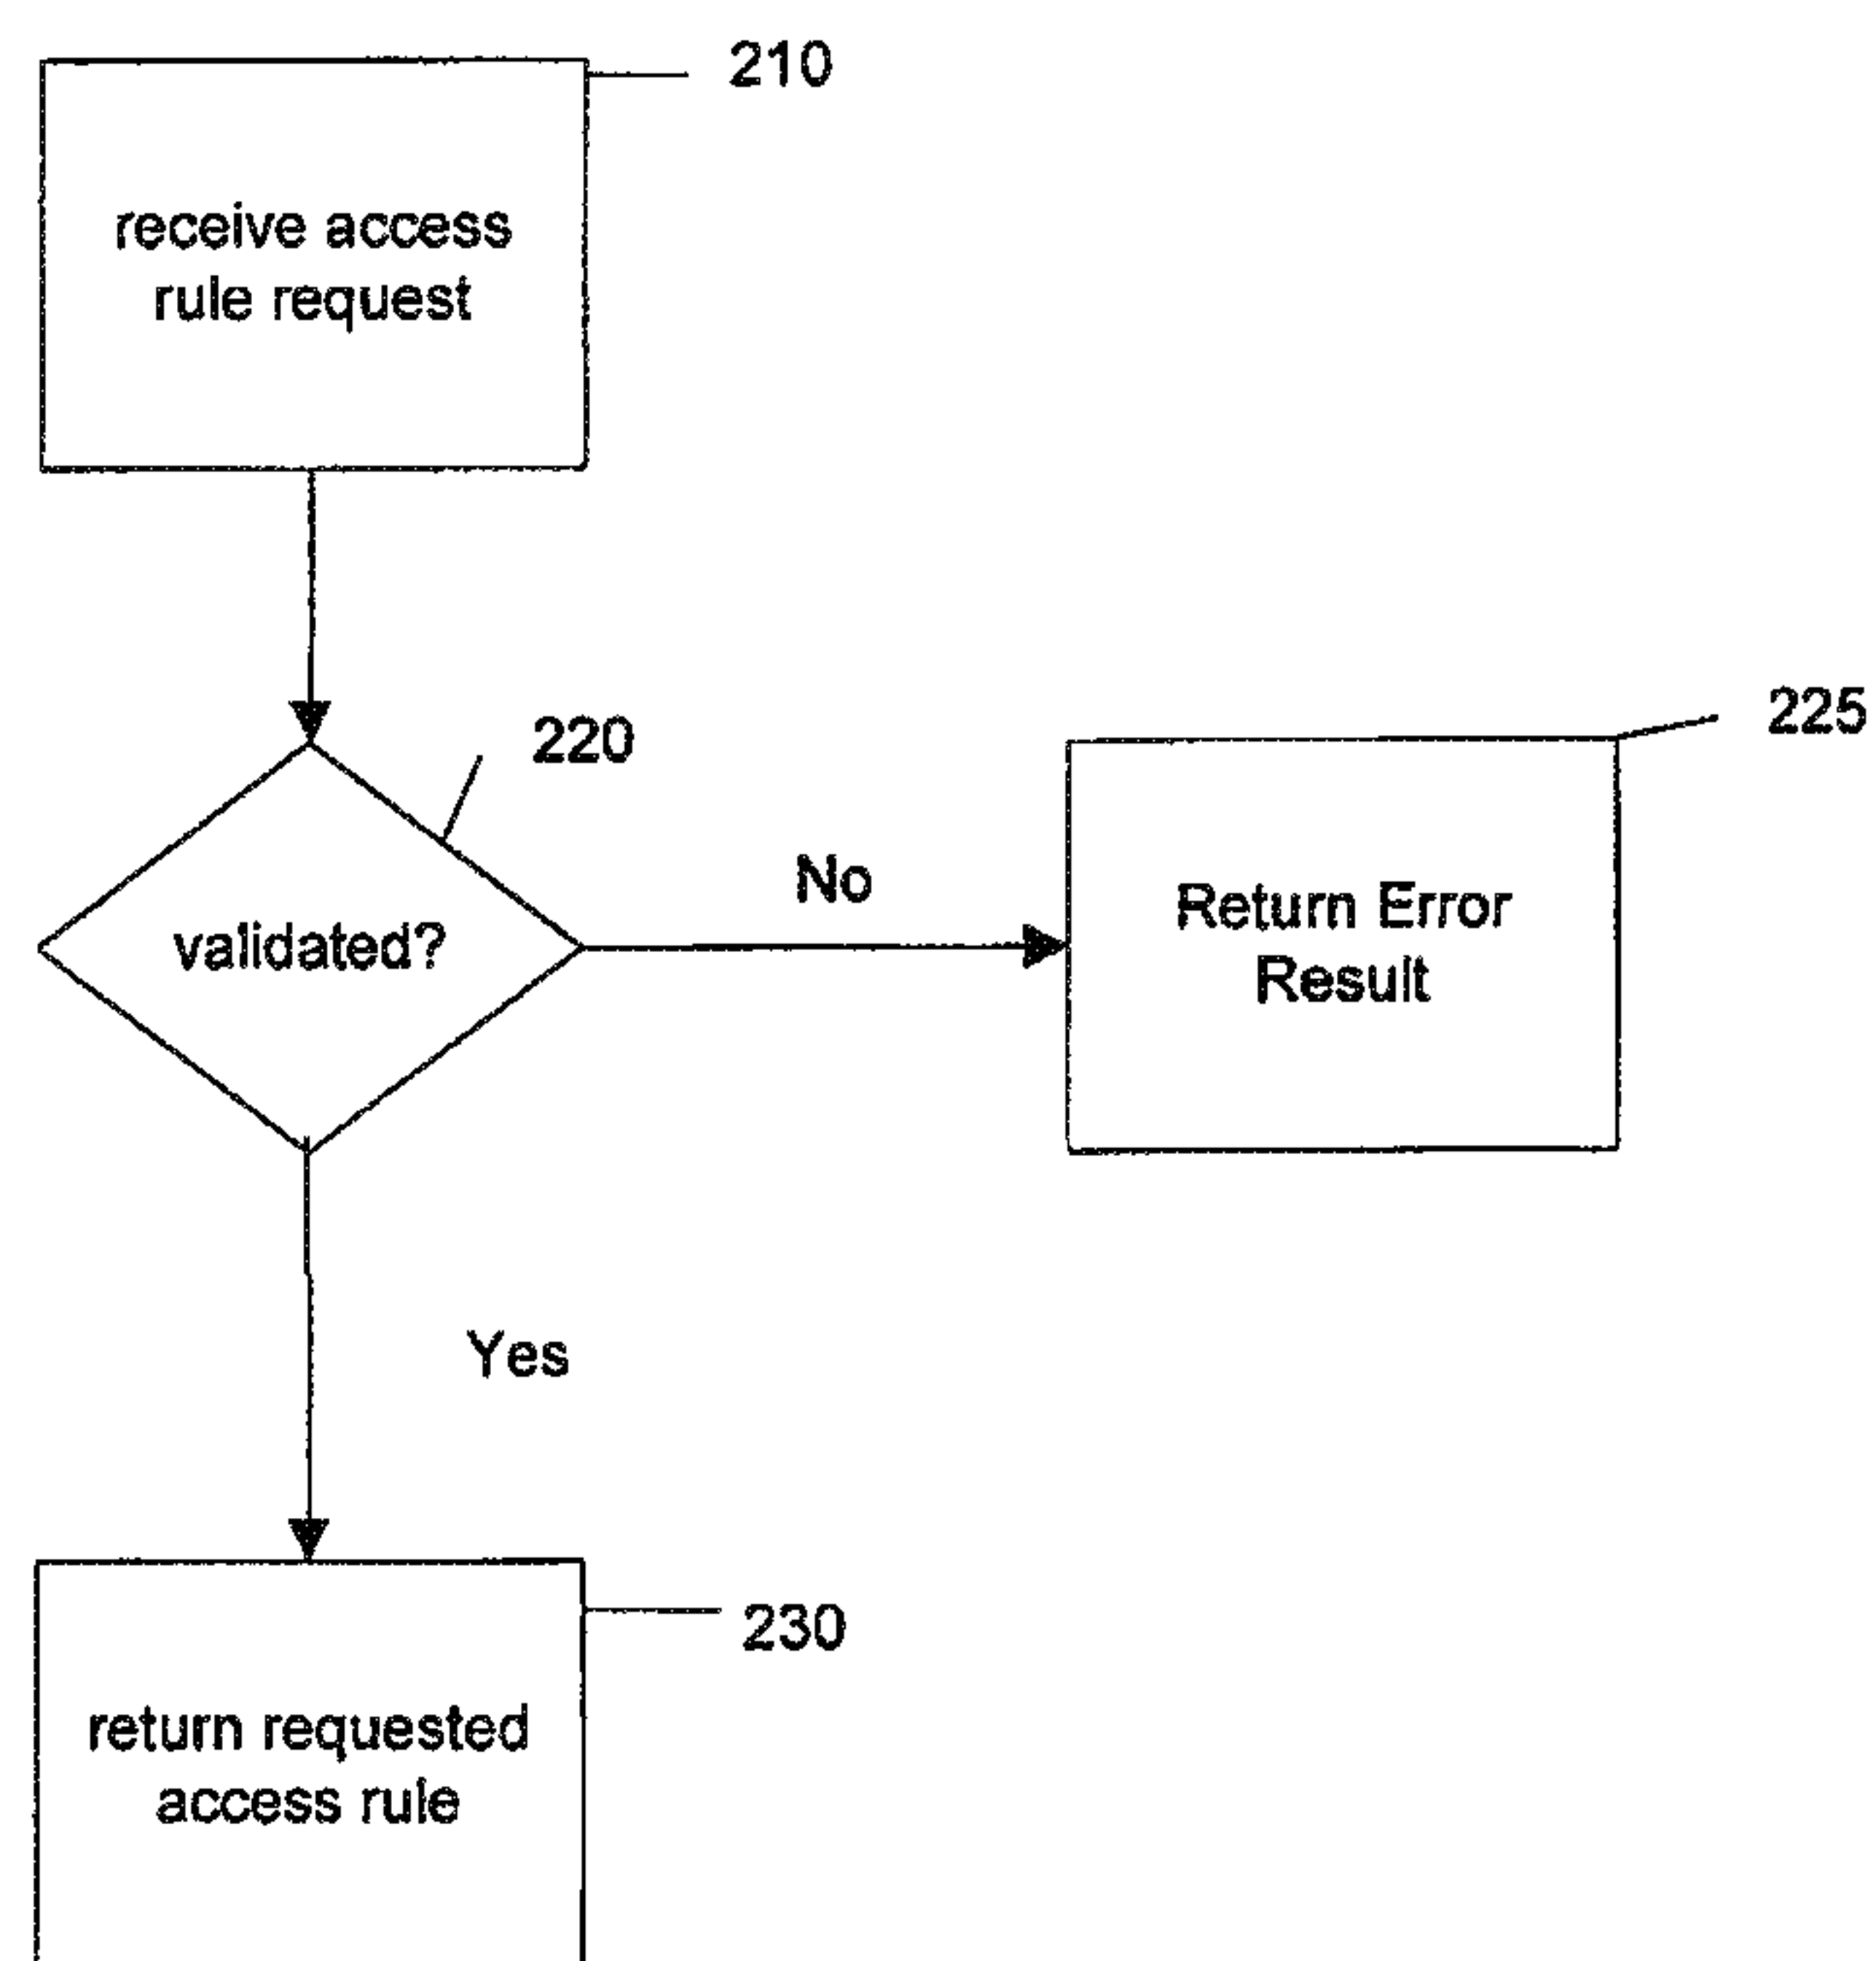 210
receive access
rule request
220
225
validated?
No
Return Error
Result
Yes
230
return requested
access rule